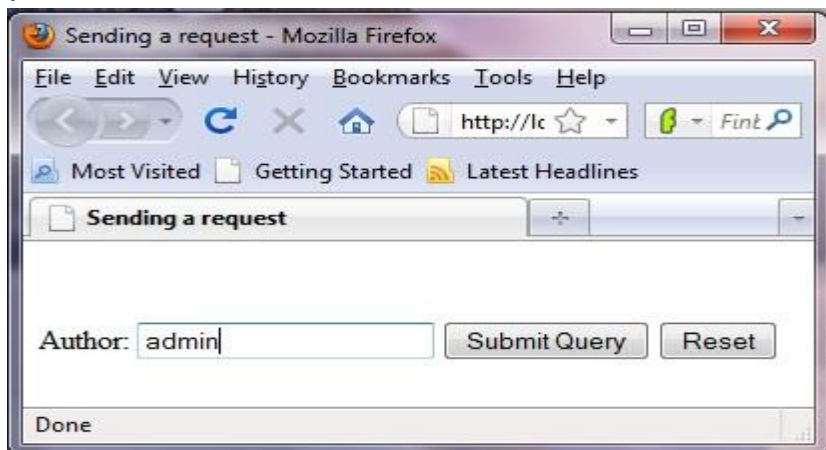 Sending a request - Mozilla Firefox
File Edit View History Bookmarks Tools Help
http://lc Fint
Most Visited Getting Started Latest Headlines
Sending a request
Author: admin Submit Query Reset
Done